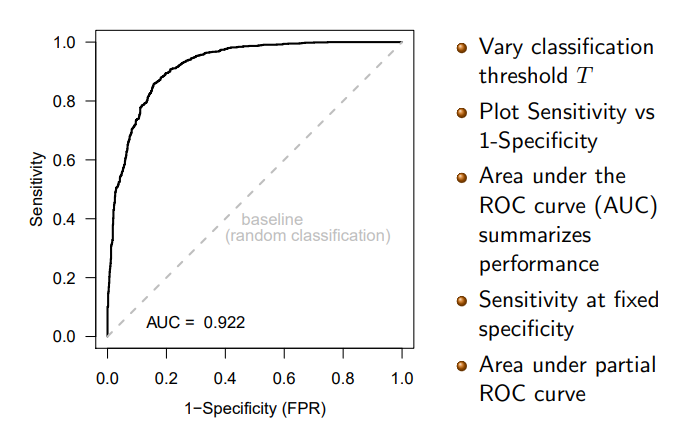 1.0
0.8
0.6
0.4
0.2
0.0
Sensitivity
baseline
(random classification)
AUC = 0.922
0.0 0.2 0.4 0.6 0.8 1.0
1−Specificity (FPR)
Vary classification
threshold T
Plot Sensitivity vs
1-Specificity
Area under the
ROC curve (AUC)
summarizes
performance
Sensitivity at fixed
specificity
Area under partial
ROC curve